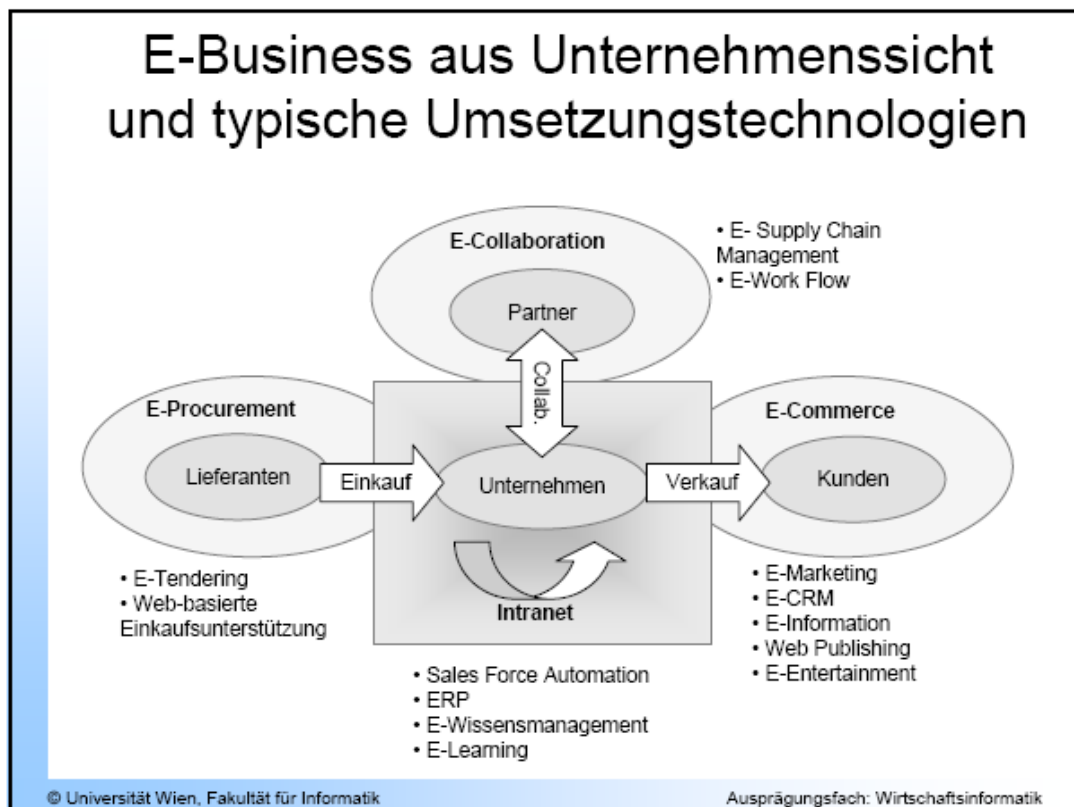 E-Business aus Unternehmenssicht
und typische Umsetzungstechnologien
E-Collaboration
Partner
Collab.
• E- Supply Chain
Management
• E-Work Flow
E-Procurement
Lieferanten
Einkauf
Unternehmen
Verkauf
E-Commerce
Kunden
Intranet
• E-Tendering
• Web-basierte
Einkaufsunterstützung
• Sales Force Automation
• ERP
• E-Wissensmanagement
• E-Learning
• E-Marketing
• E-CRM
• E-Information
• Web Publishing
• E-Entertainment
© Universität Wien, Fakultät für Informatik
Ausprägungsfach: Wirtschaftsinformatik